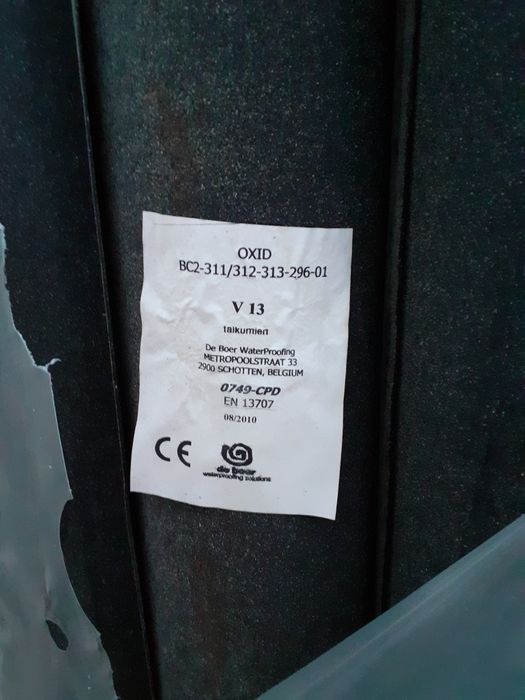 OXID
BC2-311/312-313-296-01
V 13
talkumiert
De Boer WaterProofing
METROPOOLSTRAAT 33
2900 SCHOTTEN, BELGIUM
0749-CPD
EN 13707
08/2010
CE
de boer
waterproofing solutions